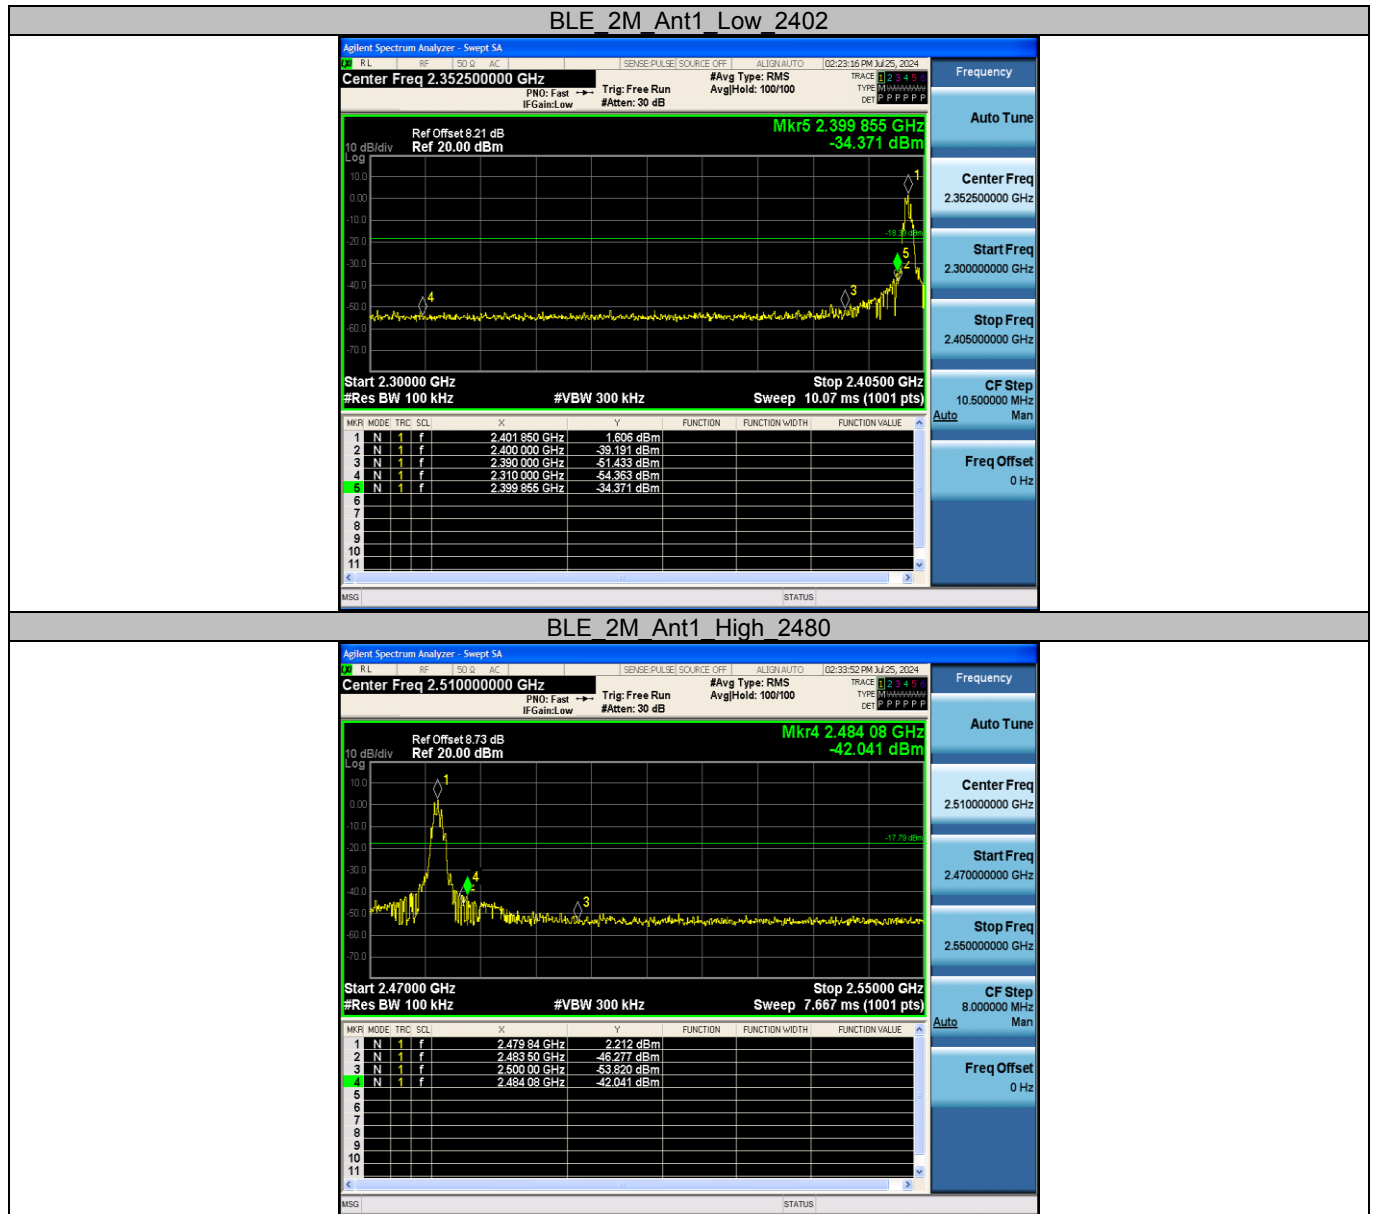 BLE_2M_Ant1_Low_2402
Agilent Spectrum Analyzer - Swept SA
RL RF 50 Ω AC SENSE:PULSE SOURCE OFF ALIGN AUTO 02:23:16 PM Jul 25, 2024
Center Freq 2.352500000 GHz
PNO: Fast
IFGain:Low
Trig: Free Run
#Atten: 30 dB
#Avg Type: RMS
Avg|Hold: 100/100
TRACE 1 2 3 4 5 6
TYPE M
DET P P P P P P
Frequency
Mkr5 2.399 855 GHz
-34.371 dBm
Ref Offset 8.21 dB
10 dB/div Ref 20.00 dBm
Log
10.0
0.00
-10.0
-20.0
-30.0
-40.0
-50.0
-60.0
-70.0
-18.39 dBm
1
5
2
3
4
Start 2.30000 GHz Stop 2.40500 GHz
#Res BW 100 kHz #VBW 300 kHz Sweep 10.07 ms (1001 pts)
MKR MODE TRC SCL X Y FUNCTION FUNCTION WIDTH FUNCTION VALUE
1 N 1 f 2.401 850 GHz 1.606 dBm
2 N 1 f 2.400 000 GHz -39.191 dBm
3 N 1 f 2.390 000 GHz -51.433 dBm
4 N 1 f 2.310 000 GHz -54.363 dBm
5 N 1 f 2.399 855 GHz -34.371 dBm
6
7
8
9
10
11
MSG STATUS
Auto Tune
Center Freq
2.352500000 GHz
Start Freq
2.300000000 GHz
Stop Freq
2.405000000 GHz
CF Step
10.500000 MHz
Auto Man
Freq Offset
0 Hz
BLE_2M_Ant1_High_2480
Agilent Spectrum Analyzer - Swept SA
RL RF 50 Ω AC SENSE:PULSE SOURCE OFF ALIGN AUTO 02:33:52 PM Jul 25, 2024
Center Freq 2.510000000 GHz
PNO: Fast
IFGain:Low
Trig: Free Run
#Atten: 30 dB
#Avg Type: RMS
Avg|Hold: 100/100
TRACE 1 2 3 4 5 6
TYPE M
DET P P P P P P
Frequency
Mkr4 2.484 08 GHz
-42.041 dBm
Ref Offset 8.73 dB
10 dB/div Ref 20.00 dBm
Log
10.0
0.00
-10.0
-20.0
-30.0
-40.0
-50.0
-60.0
-70.0
-17.79 dBm
1
4
3
Start 2.47000 GHz Stop 2.55000 GHz
#Res BW 100 kHz #VBW 300 kHz Sweep 7.667 ms (1001 pts)
MKR MODE TRC SCL X Y FUNCTION FUNCTION WIDTH FUNCTION VALUE
1 N 1 f 2.479 84 GHz 2.212 dBm
2 N 1 f 2.483 50 GHz -46.277 dBm
3 N 1 f 2.500 00 GHz -53.820 dBm
4 N 1 f 2.484 08 GHz -42.041 dBm
5
6
7
8
9
10
11
MSG STATUS
Auto Tune
Center Freq
2.510000000 GHz
Start Freq
2.470000000 GHz
Stop Freq
2.550000000 GHz
CF Step
8.000000 MHz
Auto Man
Freq Offset
0 Hz